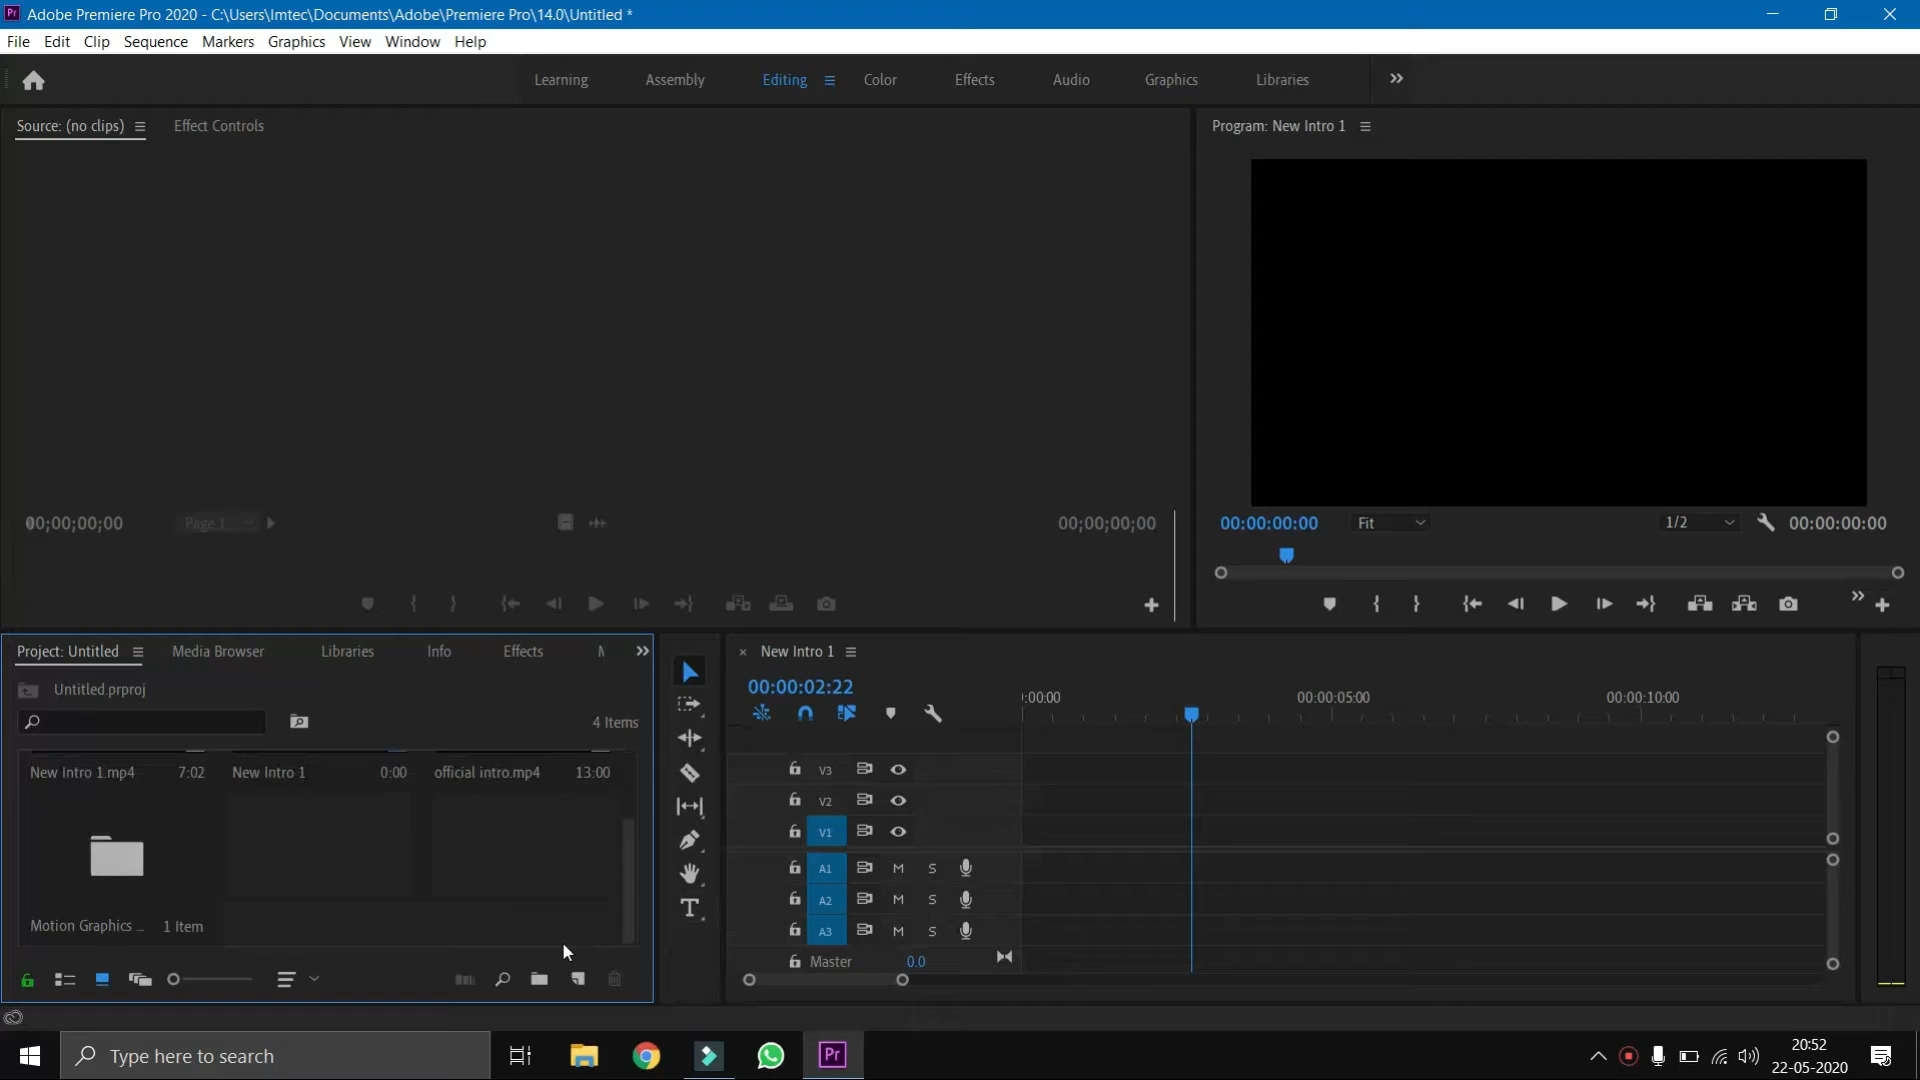 Adobe Premiere Pro 2020 - C:\Users\Imtec\Documents\Adobe\Premiere Pro\14.0\Untitled *
File Edit Clip Sequence Markers Graphics View Window Help
Learning Assembly Editing Color Effects Audio Graphics Libraries
Source: (no clips) Effect Controls
Program: New Intro 1
00;00;00;00 Page 1 00;00;00;00
00:00:00:00 Fit 1/2 00:00:00:00
Project: Untitled Media Browser Libraries Info Effects
Untitled.prproj
4 Items
New Intro 1.mp4 7:02 New Intro 1 0:00 official intro.mp4 13:00
Motion Graphics ... 1 Item
New Intro 1
00:00:02:22
:00:00 00:00:05:00 00:00:10:00
V3
V2
V1
A1 M S
A2 M S
A3 M S
Master 0.0
Type here to search
Pr
20:52
22-05-2020